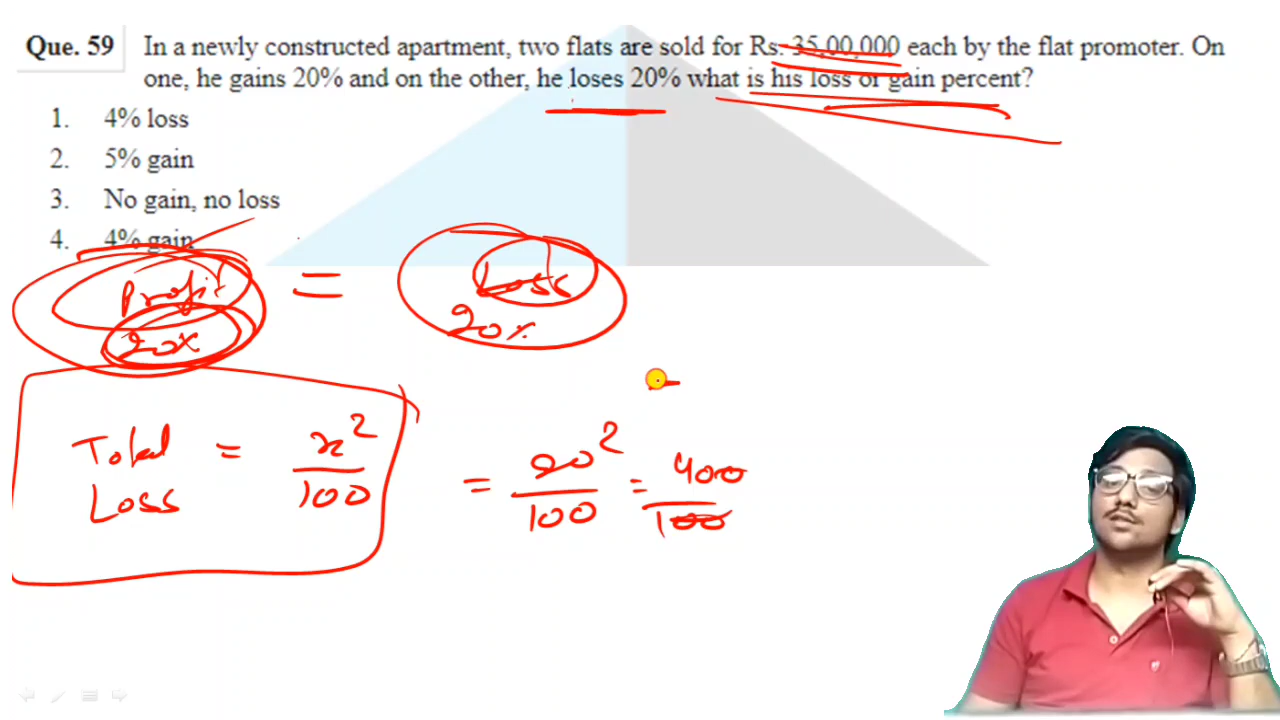 Que. 59 In a newly constructed apartment, two flats are sold for Rs. 35,00,000 each by the flat promoter. On
one, he gains 20% and on the other, he loses 20% what is his loss or gain percent?
1. 4% loss
2. 5% gain
3. No gain, no loss
4. 4% gain
Profit = Loss
20% 20%
Total Loss = x²/100 = 20²/100 = 400/100